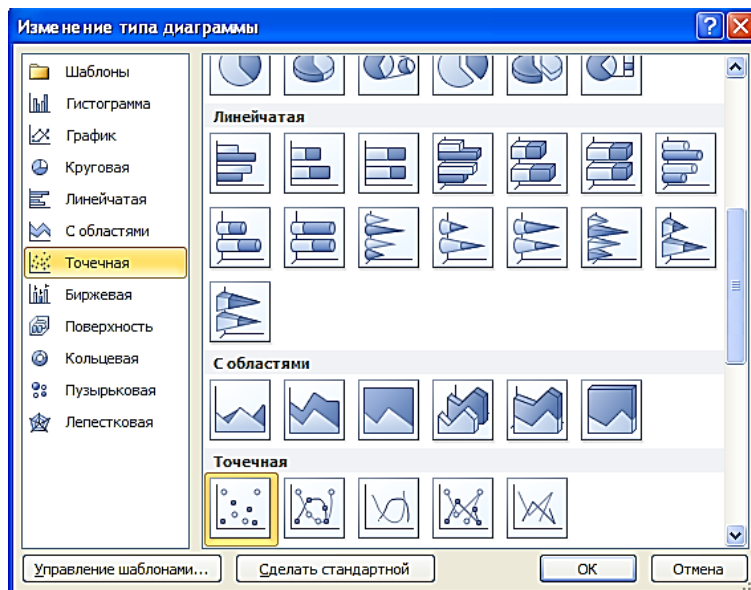 Изменение типа диаграммы
Шаблоны
Гистограмма
График
Круговая
Линейчатая
С областями
Точечная
Биржевая
Поверхность
Кольцевая
Пузырьковая
Лепестковая
Линейчатая
С областями
Точечная
Управление шаблонами...
Сделать стандартной
ОК
Отмена